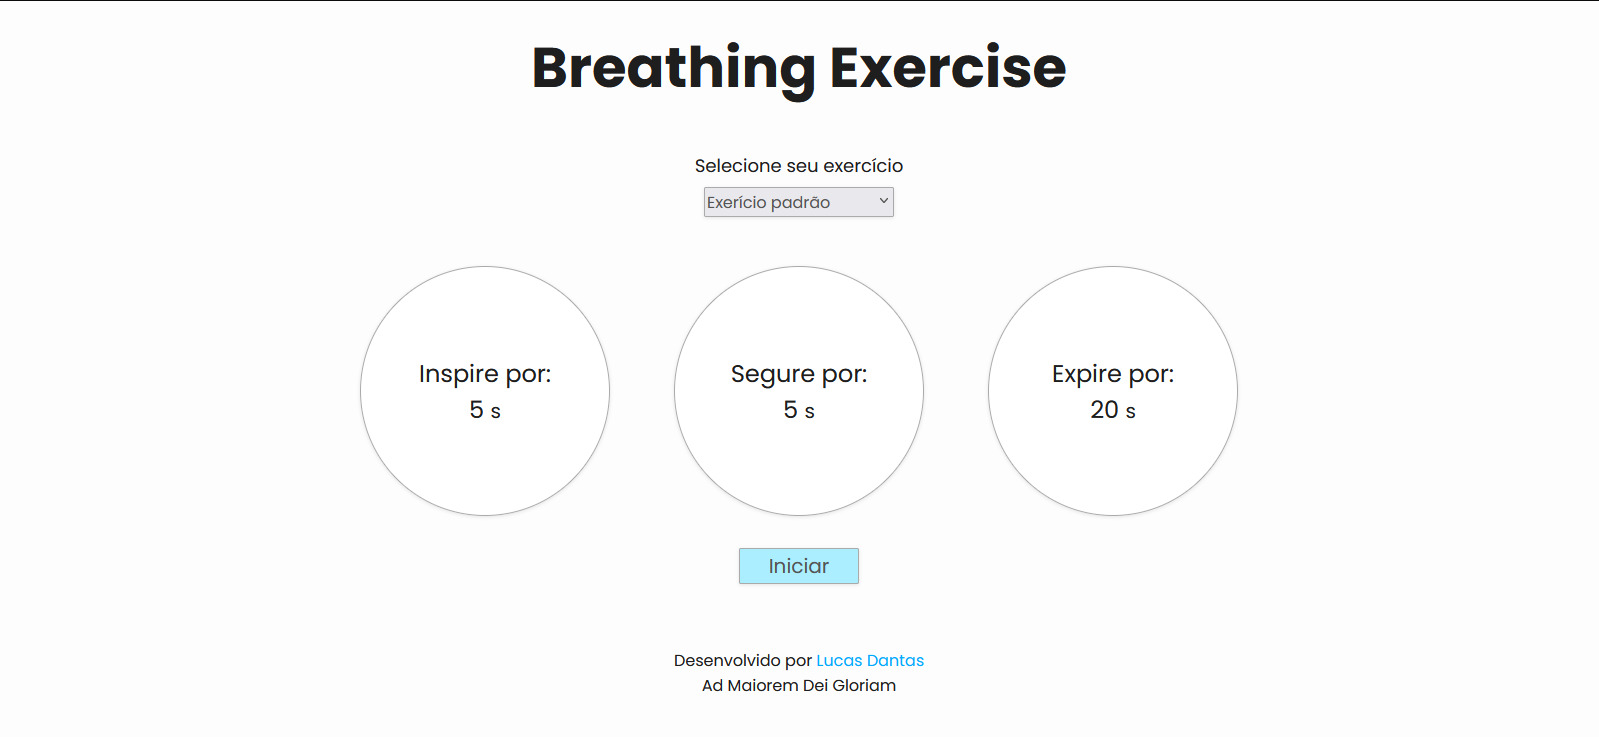 Breathing Exercise
Selecione seu exercício
Exerício padrão
Inspire por:
5 s
Segure por:
5 s
Expire por:
20 s
Iniciar
Desenvolvido por Lucas Dantas
Ad Maiorem Dei Gloriam